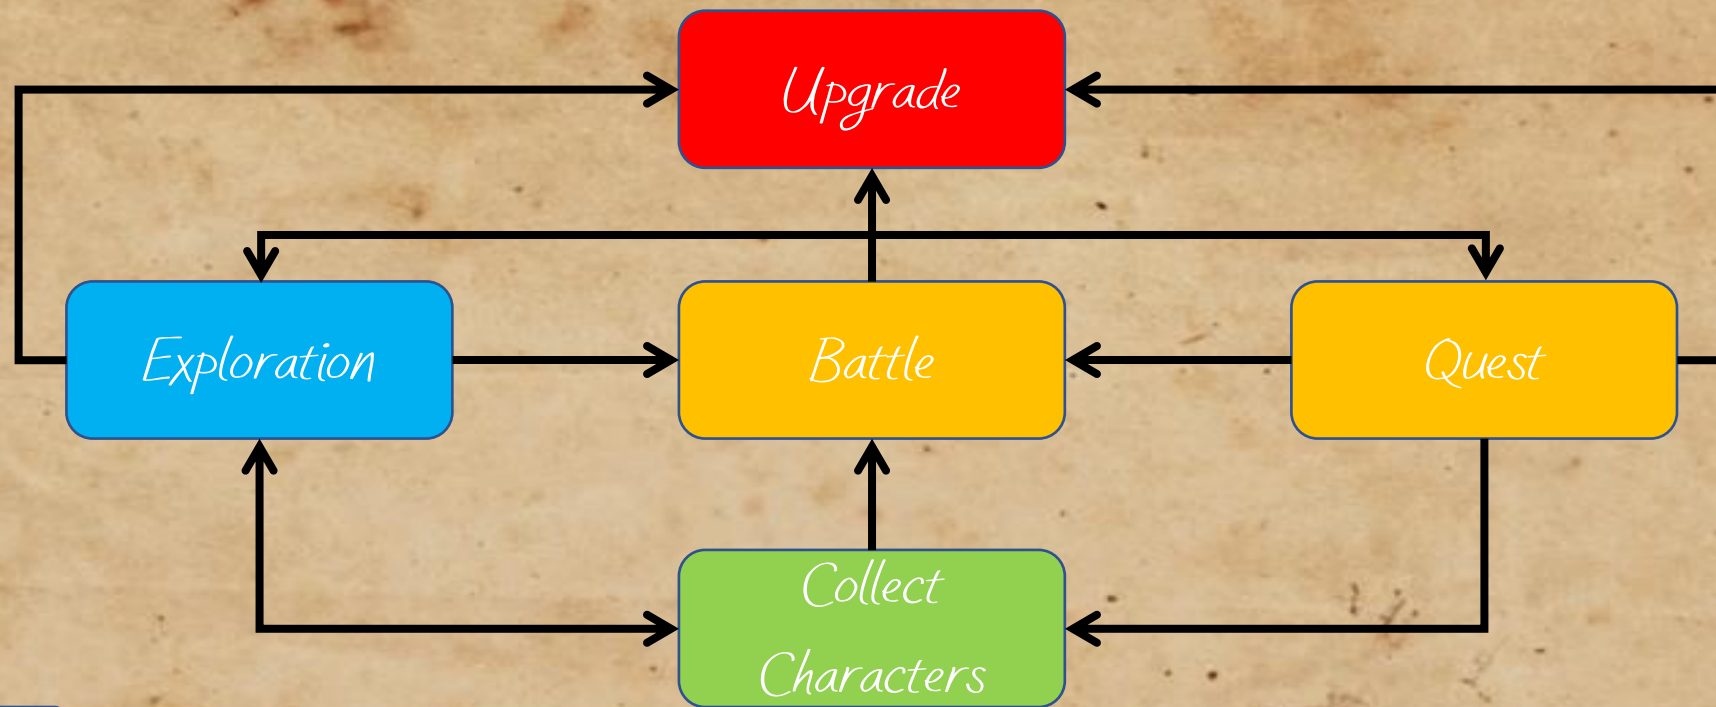 Upgrade
Exploration
Battle
Quest
Collect
Characters